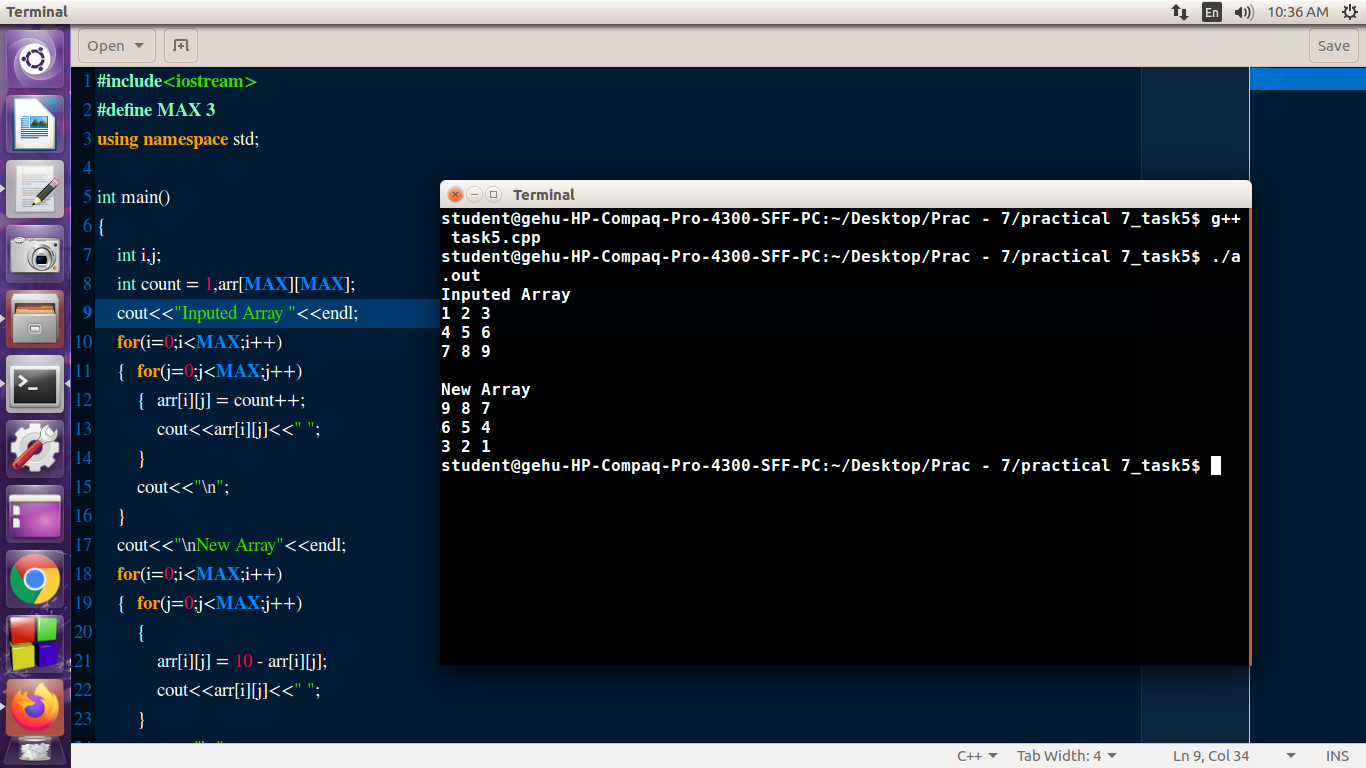 Terminal
En
10:36 AM
Open
Save
1 #include<iostream>
2 #define MAX 3
3 using namespace std;
4
5 int main()
6 {
7 int i,j;
8 int count = 1,arr[MAX][MAX];
9 cout<<"Inputed Array "<<endl;
10 for(i=0;i<MAX;i++)
11 { for(j=0;j<MAX;j++)
12 { arr[i][j] = count++;
13 cout<<arr[i][j]<<" ";
14 }
15 cout<<"\n";
16 }
17 cout<<"\nNew Array"<<endl;
18 for(i=0;i<MAX;i++)
19 { for(j=0;j<MAX;j++)
20 {
21 arr[i][j] = 10 - arr[i][j];
22 cout<<arr[i][j]<<" ";
23 }
Terminal
student@gehu-HP-Compaq-Pro-4300-SFF-PC:~/Desktop/Prac - 7/practical 7_task5$ g++
task5.cpp
student@gehu-HP-Compaq-Pro-4300-SFF-PC:~/Desktop/Prac - 7/practical 7_task5$ ./a
.out
Inputed Array
1 2 3
4 5 6
7 8 9
New Array
9 8 7
6 5 4
3 2 1
student@gehu-HP-Compaq-Pro-4300-SFF-PC:~/Desktop/Prac - 7/practical 7_task5$
C++
Tab Width: 4
Ln 9, Col 34
INS